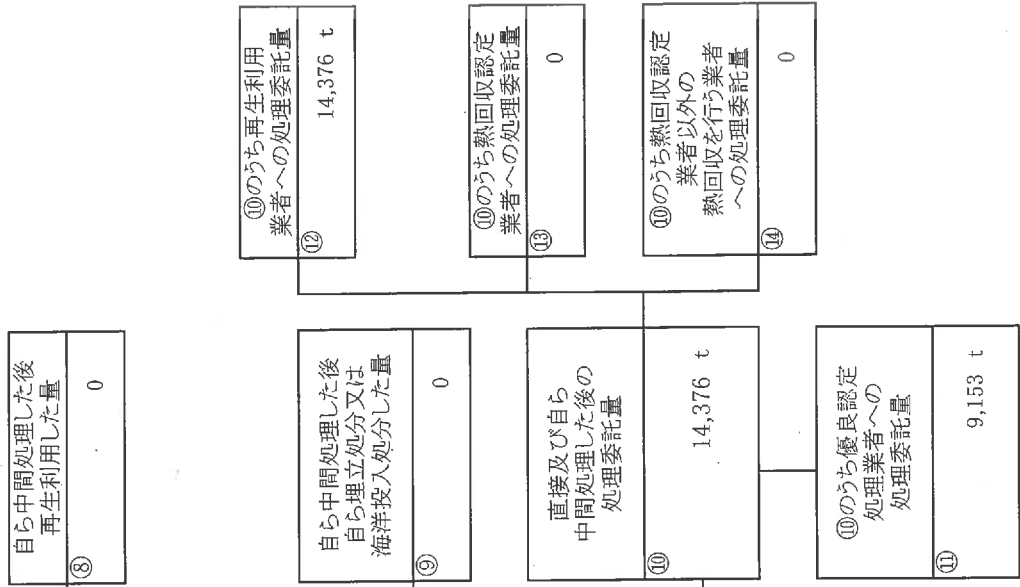 自ら中間処理した後
再生利用した量
⑧
0
自ら中間処理した後
自ら埋立処分又は
海洋投入処分した量
⑨
0
直接及び自ら
中間処理した後の
処理委託量
⑩
14,376 t
⑩のうち優良認定
処理業者への
処理委託量
⑪
9,153 t
⑩のうち再生利用
業者への処理委託量
⑫
14,376 t
⑩のうち熱回収認定
業者への処理委託量
⑬
0
⑩のうち熱回収認定
業者以外の
熱回収を行う業者
への処理委託量
⑭
0